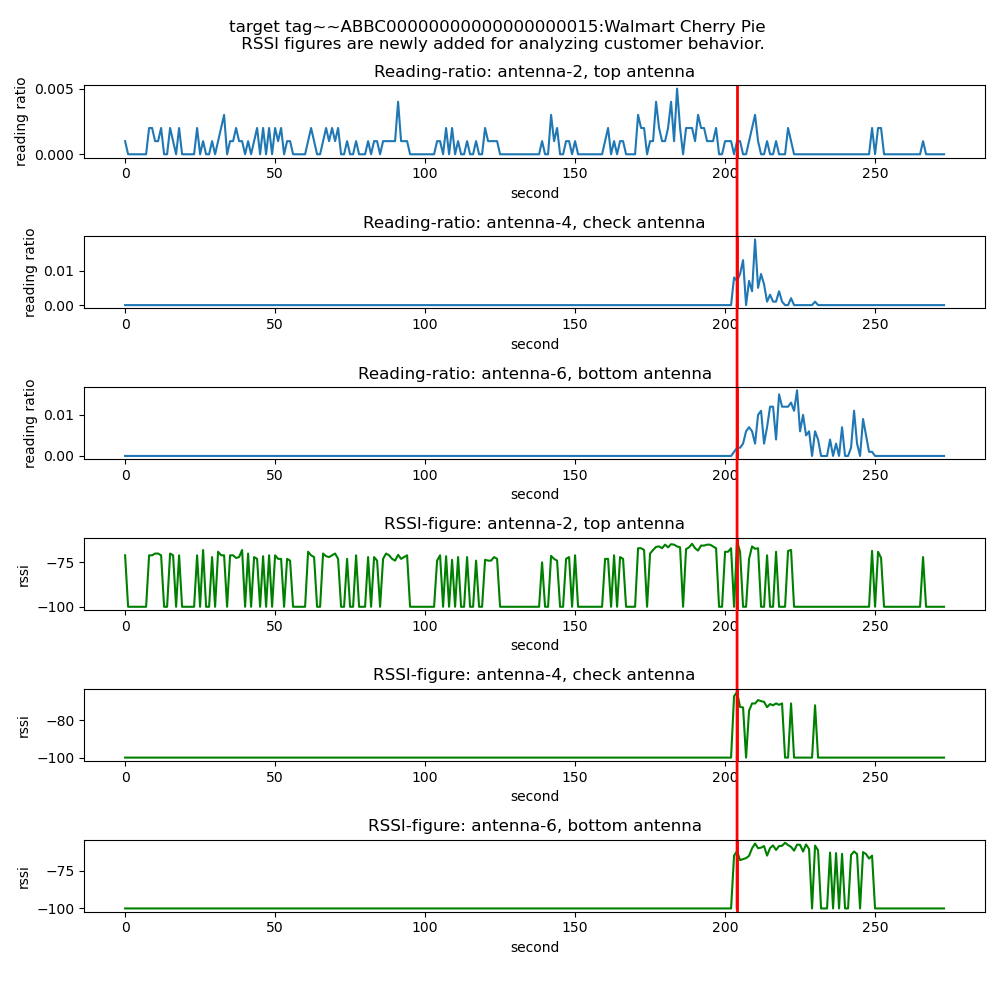 target tag~~ABBC00000000000000000015:Walmart Cherry Pie
RSSI figures are newly added for analyzing customer behavior.
Reading-ratio: antenna-2, top antenna
reading ratio
0.005
0.000
0 50 100 150 200 250
second
Reading-ratio: antenna-4, check antenna
reading ratio
0.01
0.00
0 50 100 150 200 250
second
Reading-ratio: antenna-6, bottom antenna
reading ratio
0.01
0.00
0 50 100 150 200 250
second
RSSI-figure: antenna-2, top antenna
rssi
−75
−100
0 50 100 150 200 250
second
RSSI-figure: antenna-4, check antenna
rssi
−80
−100
0 50 100 150 200 250
second
RSSI-figure: antenna-6, bottom antenna
rssi
−75
−100
0 50 100 150 200 250
second